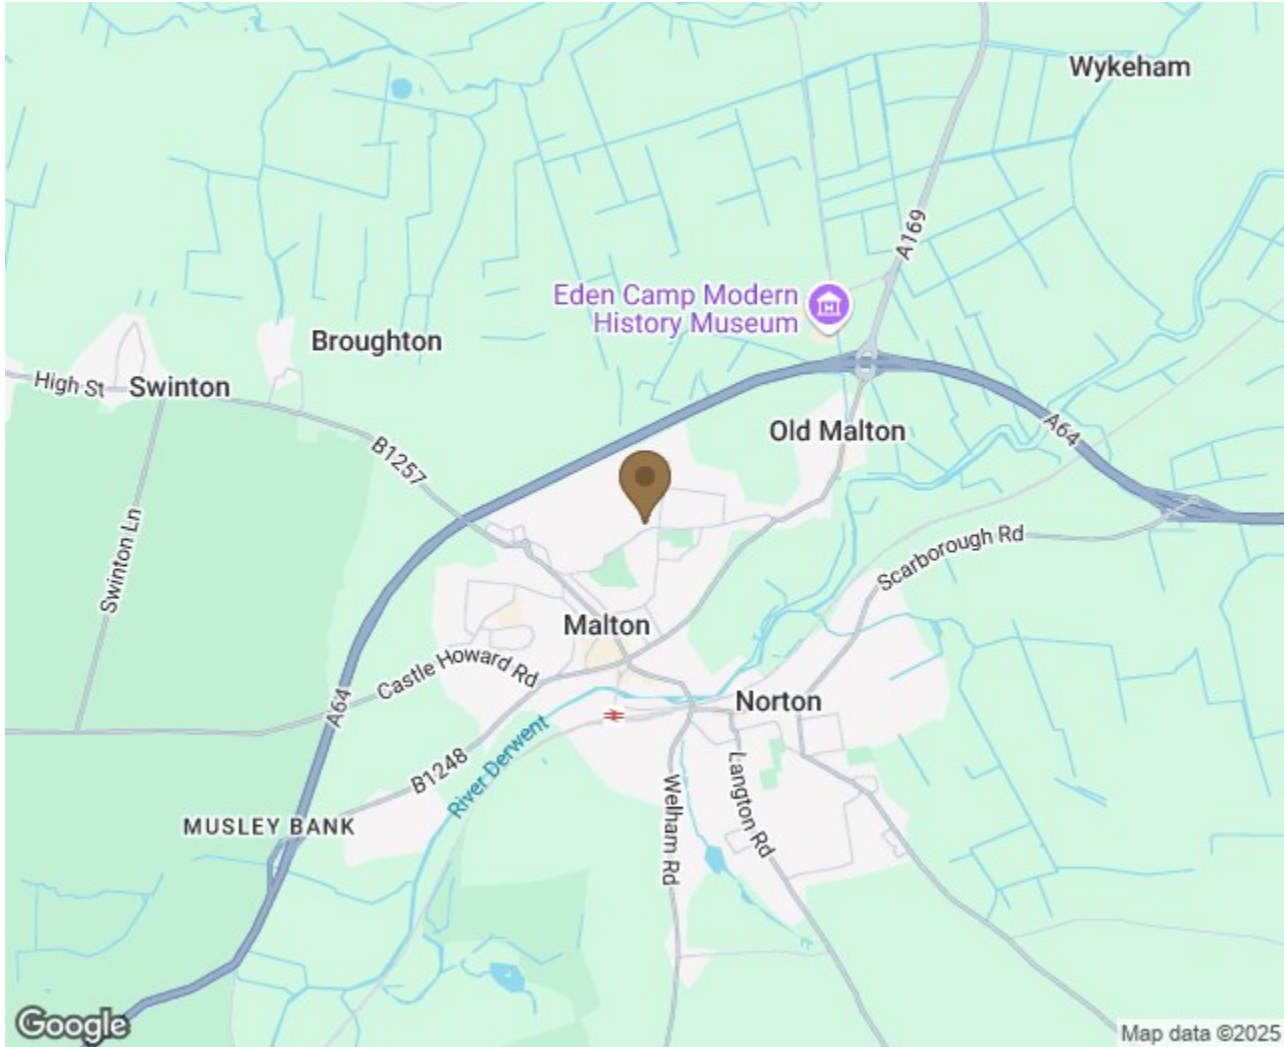 Wykeham
A169
Eden Camp Modern
History Museum
Broughton
High St
Swinton
Old Malton
A64
B1257
Swinton Ln
Scarborough Rd
Malton
Castle Howard Rd
A64
Norton
River Derwent
B1248
Welham Rd
Langton Rd
MUSLEY BANK
Google
Map data ©2025